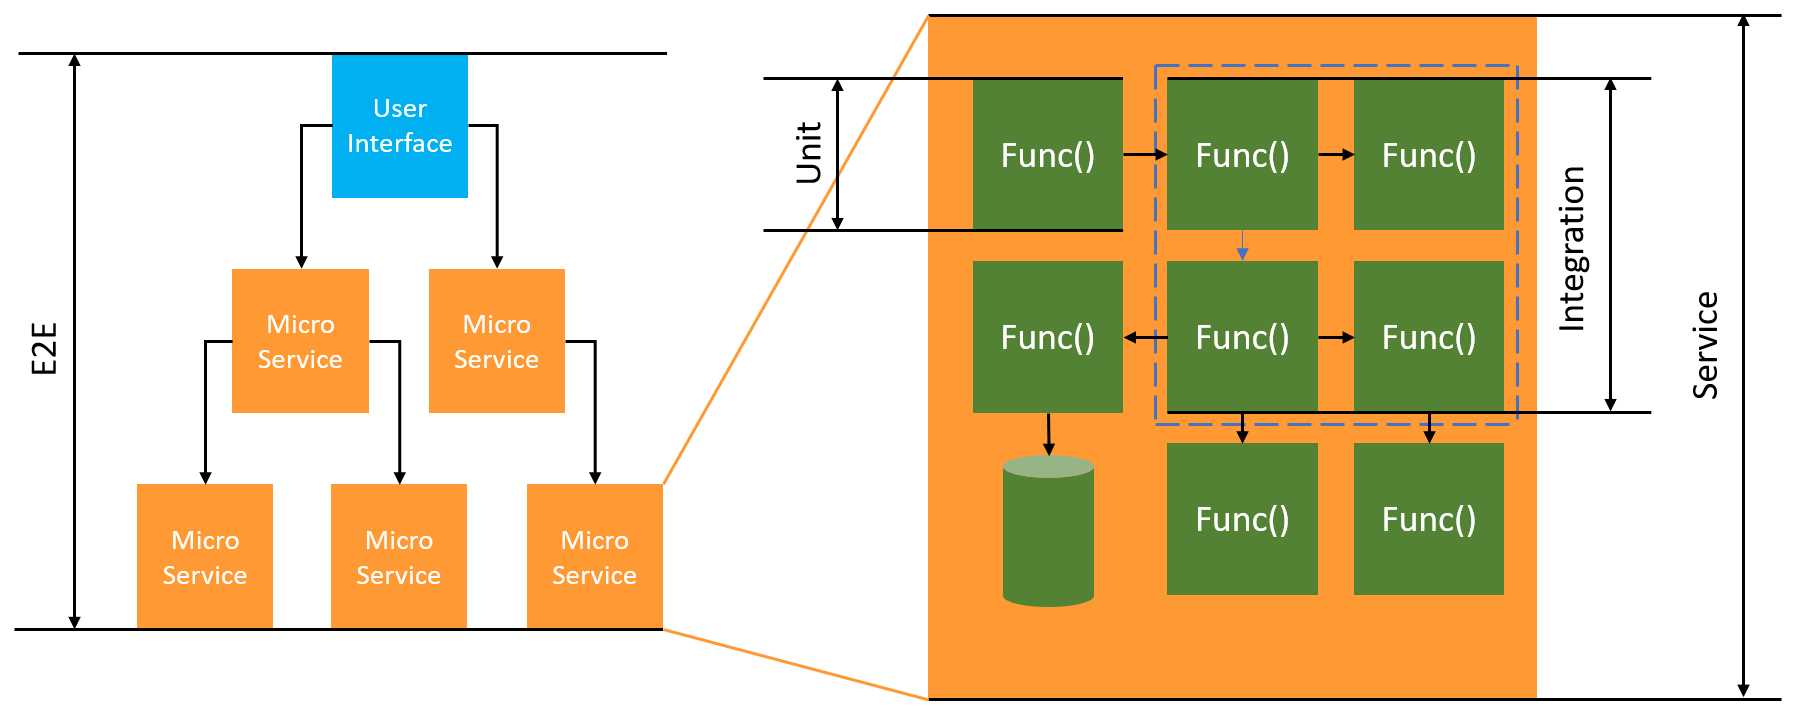 E2E
User
Interface
Micro
Service
Micro
Service
Micro
Service
Micro
Service
Micro
Service
Unit
Func()
Func()
Func()
Func()
Func()
Func()
Func()
Func()
Integration
Service